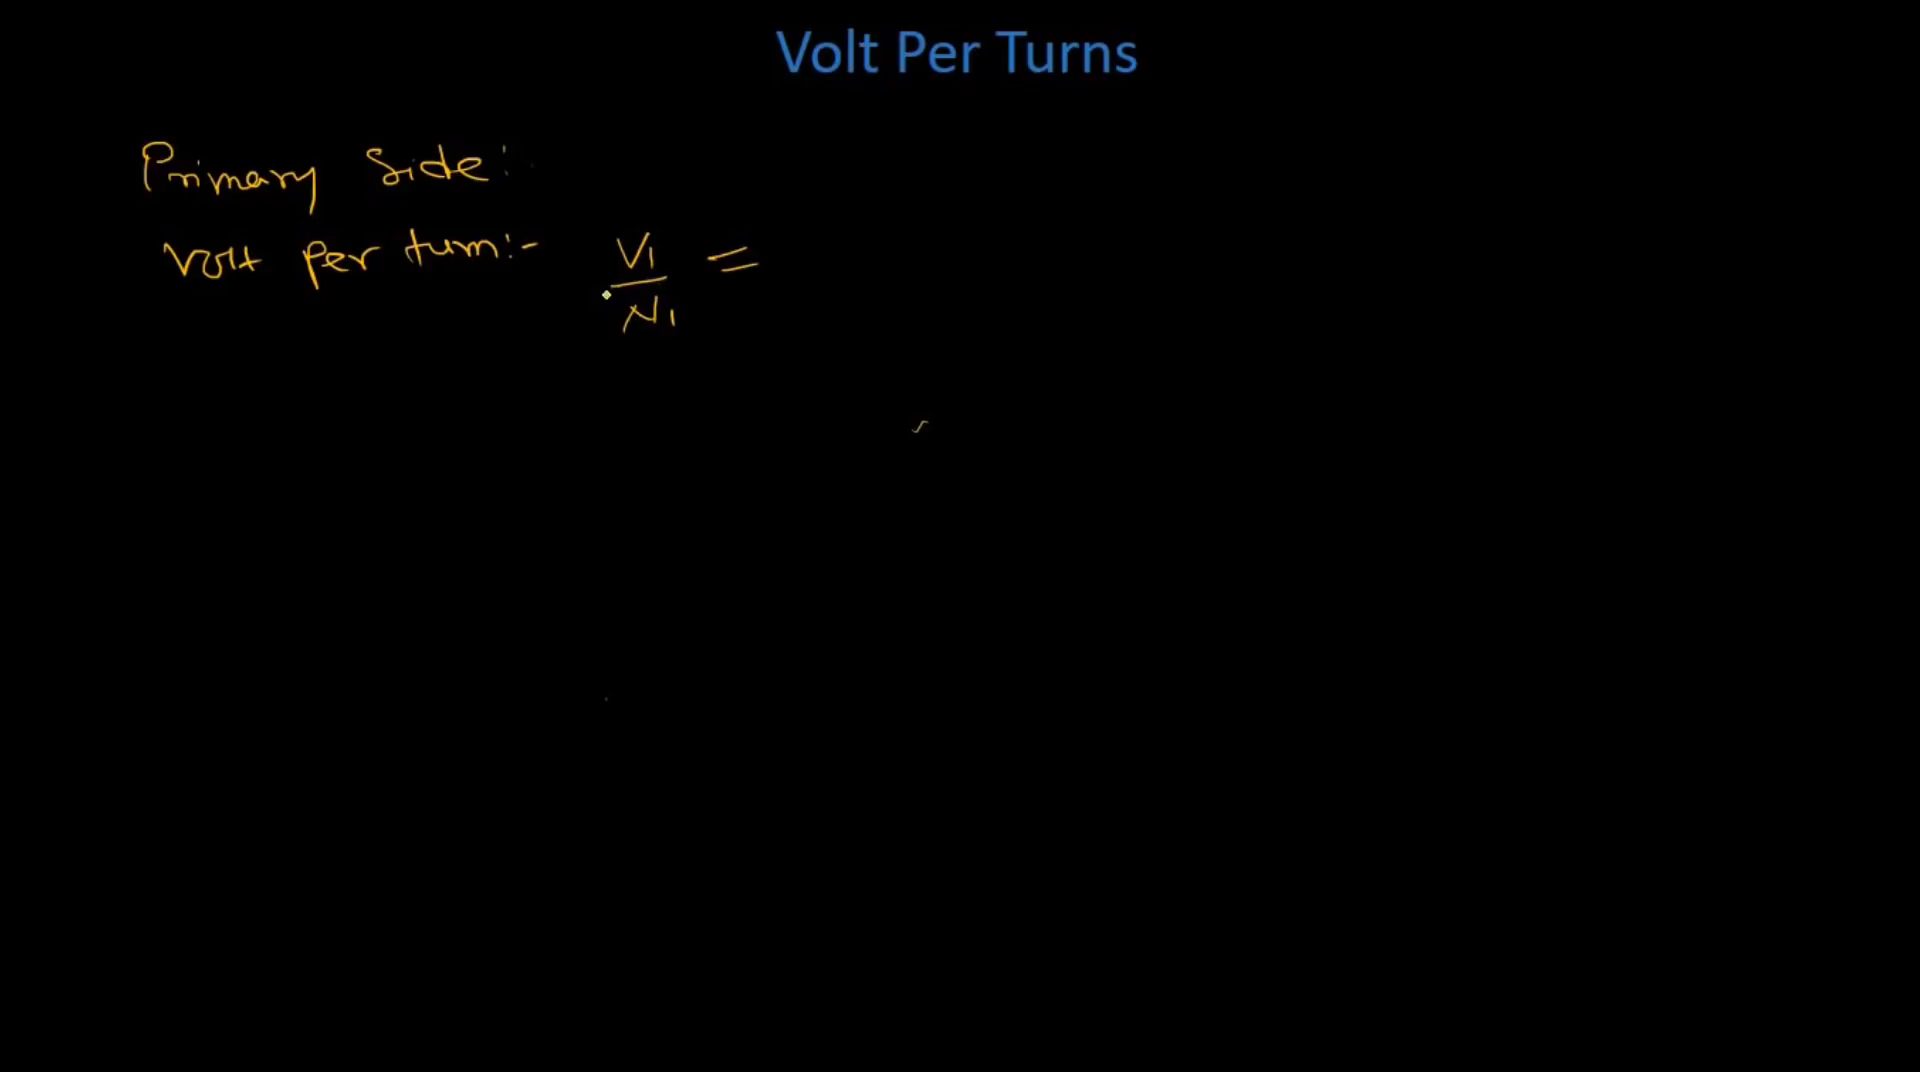 Volt Per Turns
Primary Side:
Volt per turn:- V1/N1 =